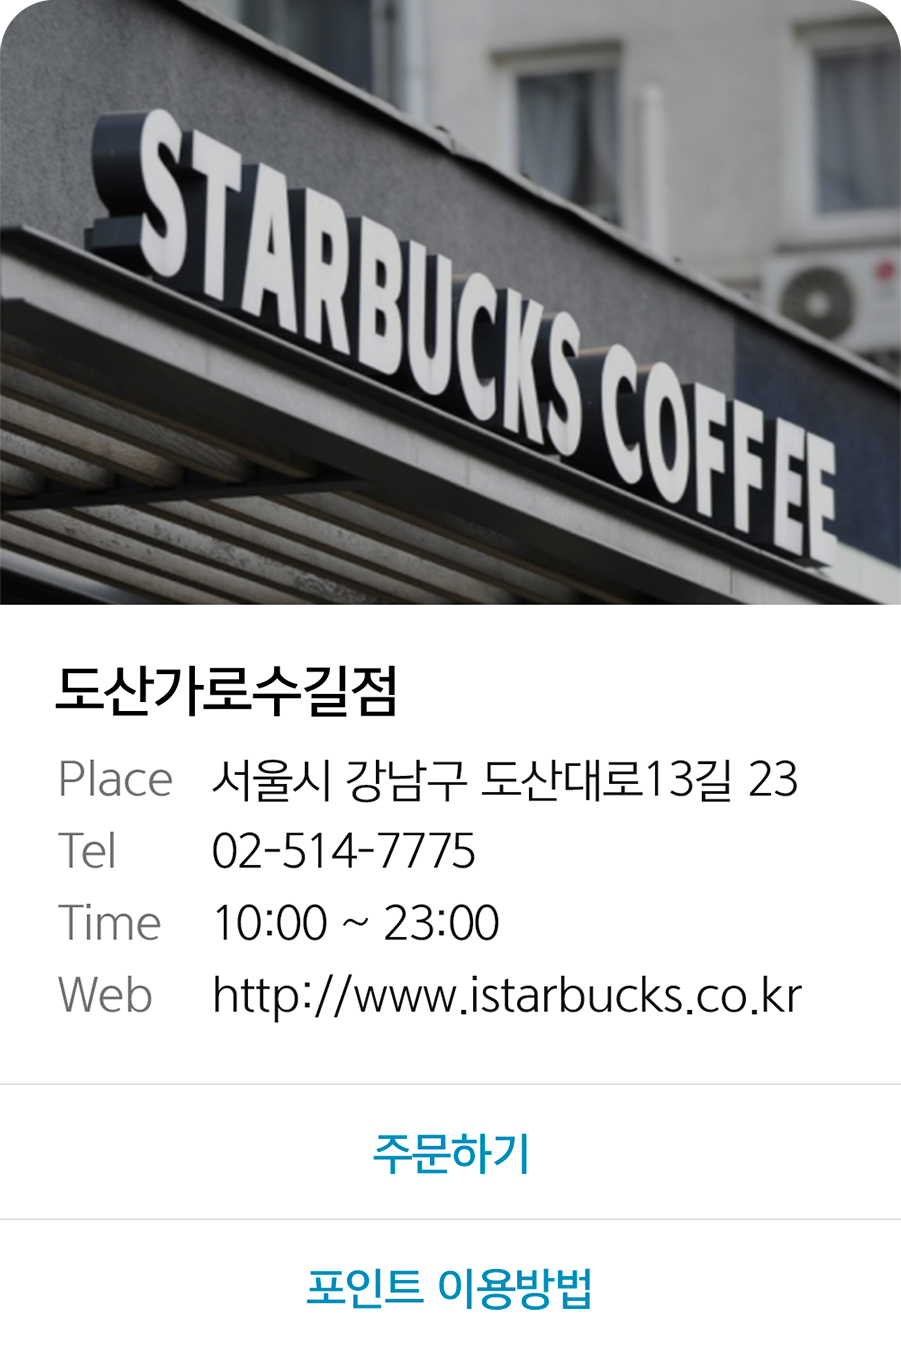 STARBUCKS COFFEE
도산가로수길점
Place 서울시 강남구 도산대로13길 23
Tel 02-514-7775
Time 10:00 ~ 23:00
Web http://www.istarbucks.co.kr
주문하기
포인트 이용방법